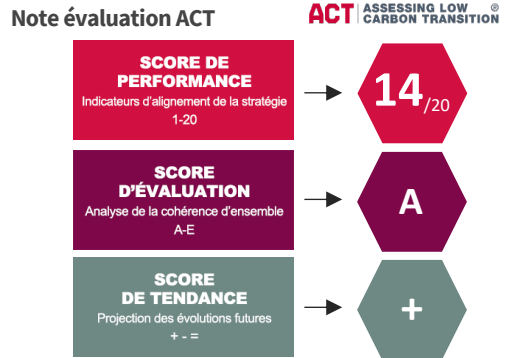 Note évaluation ACT
ACT ASSESSING LOW
CARBON TRANSITION ®
SCORE DE
PERFORMANCE
Indicateurs d'alignement de la stratégie
1-20
14/20
SCORE
D'ÉVALUATION
Analyse de la cohérence d'ensemble
A-E
A
SCORE
DE TENDANCE
Projection des évolutions futures
+ - =
+